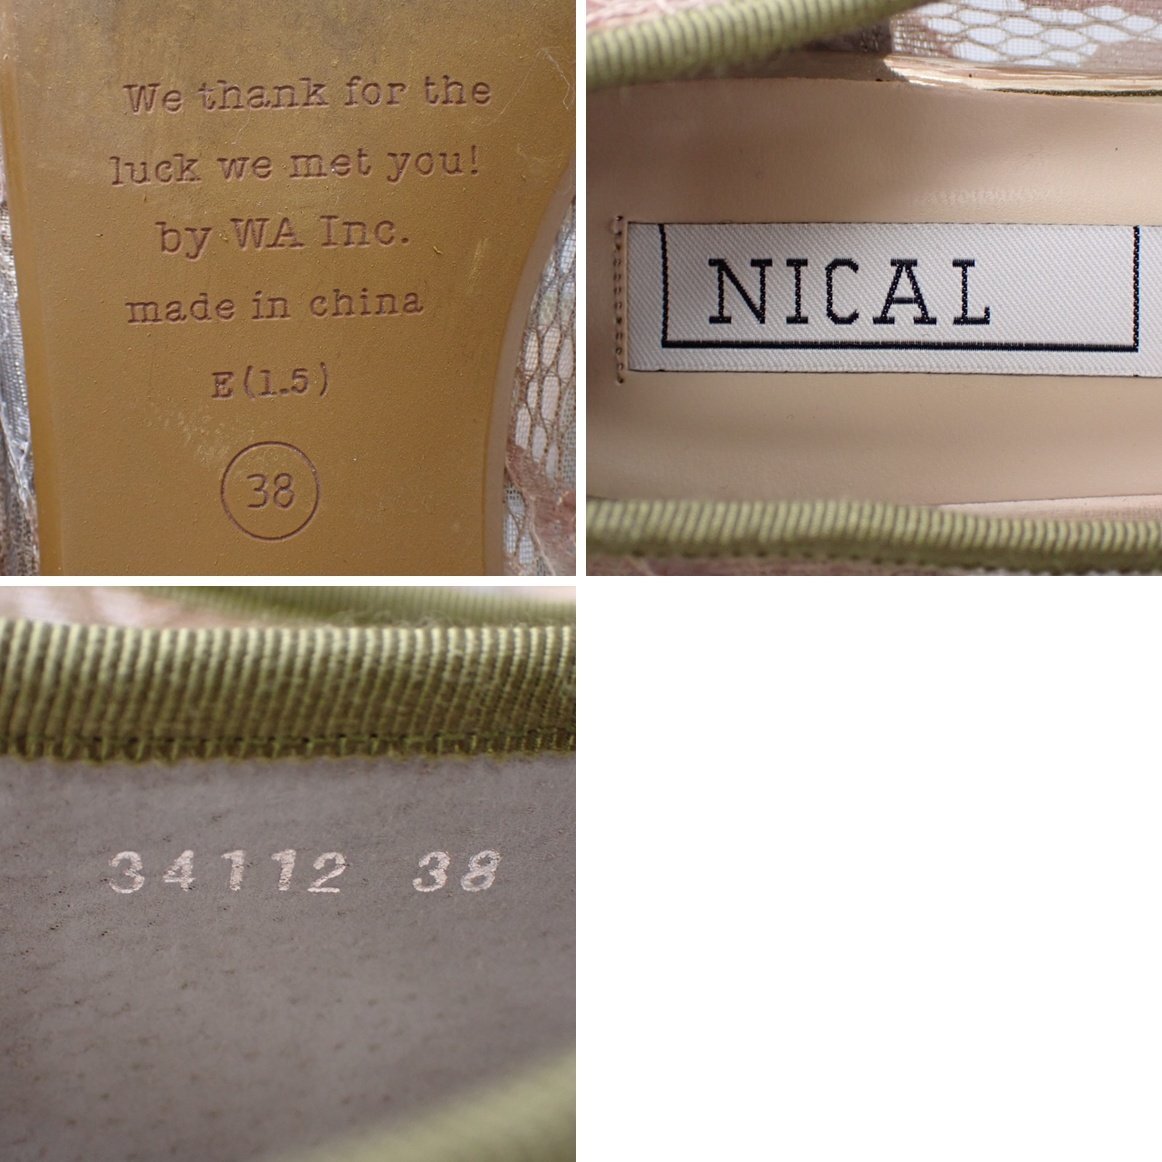 We thank for the
luck we met you!
by WA Inc.
made in china
E(1.5)
38
NICAL
34112 38